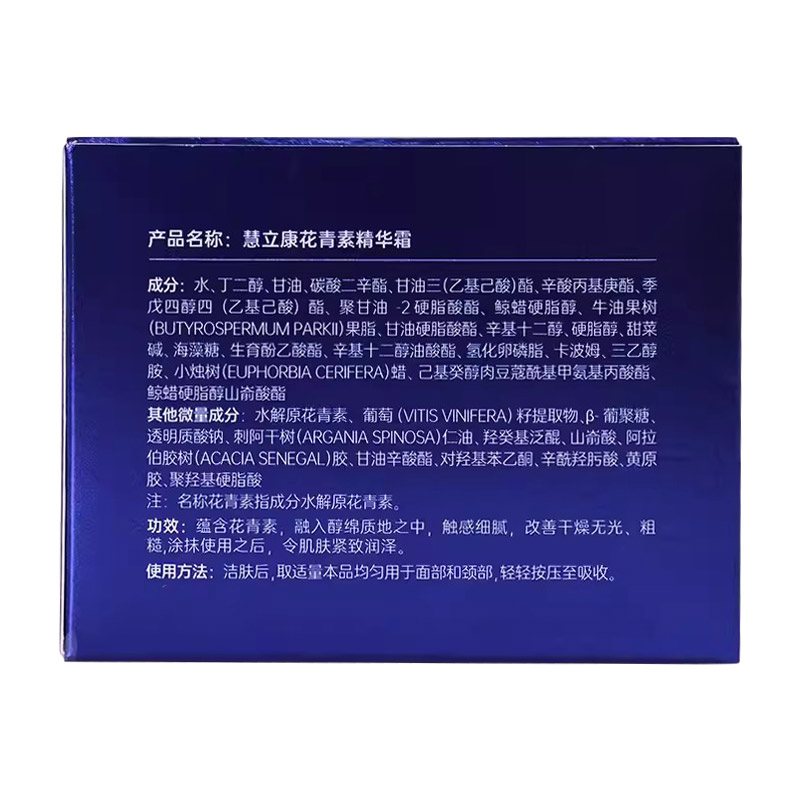 产品名称：慧立康花青素精华霜
成分：水、丁二醇、甘油、碳酸二辛酯、甘油三(乙基己酸)酯、辛酸丙基庚酯、季
戊四醇四（乙基己酸）酯、聚甘油 -2硬脂酸酯、鲸蜡硬脂醇、牛油果树
(BUTYROSPERMUM PARKII)果脂、甘油硬脂酸酯、辛基十二醇、硬脂醇、甜菜
碱、海藻糖、生育酚乙酸酯、辛基十二醇油酸酯、氢化卵磷脂、卡波姆、三乙醇
胺、小烛树(EUPHORBIA CERIFERA)蜡、己基癸醇肉豆蔻酰基甲氨基丙酸酯、
鲸蜡硬脂醇山嵛酸酯
其他微量成分：水解原花青素、葡萄 (VITIS VINIFERA) 籽提取物、β- 葡聚糖、
透明质酸钠、刺阿干树(ARGANIA SPINOSA)仁油、羟癸基泛醌、山嵛酸、阿拉
伯胶树(ACACIA SENEGAL)胶、甘油辛酸酯、对羟基苯乙酮、辛酰羟肟酸、黄原
胶、聚羟基硬脂酸
注：名称花青素指成分水解原花青素。
功效：蕴含花青素，融入醇绵质地之中，触感细腻，改善干燥无光、粗
糙,涂抹使用之后，令肌肤紧致润泽。
使用方法：洁肤后,取适量本品均匀用于面部和颈部,轻轻按压至吸收。